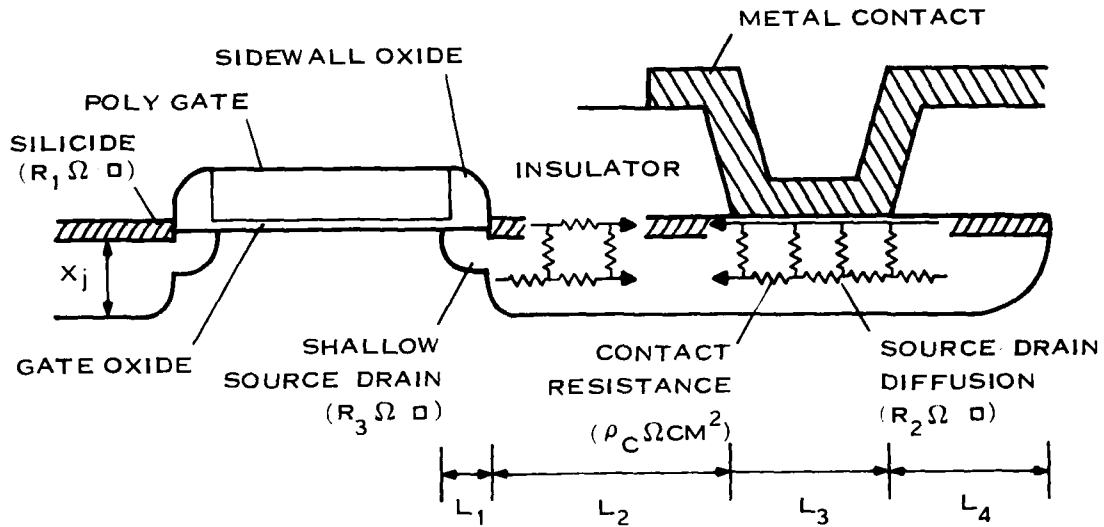 METAL CONTACT
SIDEWALL OXIDE
POLY GATE
SILICIDE
(R₁ Ω □)
INSULATOR
Xj
GATE OXIDE
SHALLOW
SOURCE DRAIN
(R₃ Ω □)
CONTACT
RESISTANCE
(ρC ΩCM²)
SOURCE DRAIN
DIFFUSION
(R₂ Ω □)
L₁
L₂
L₃
L₄